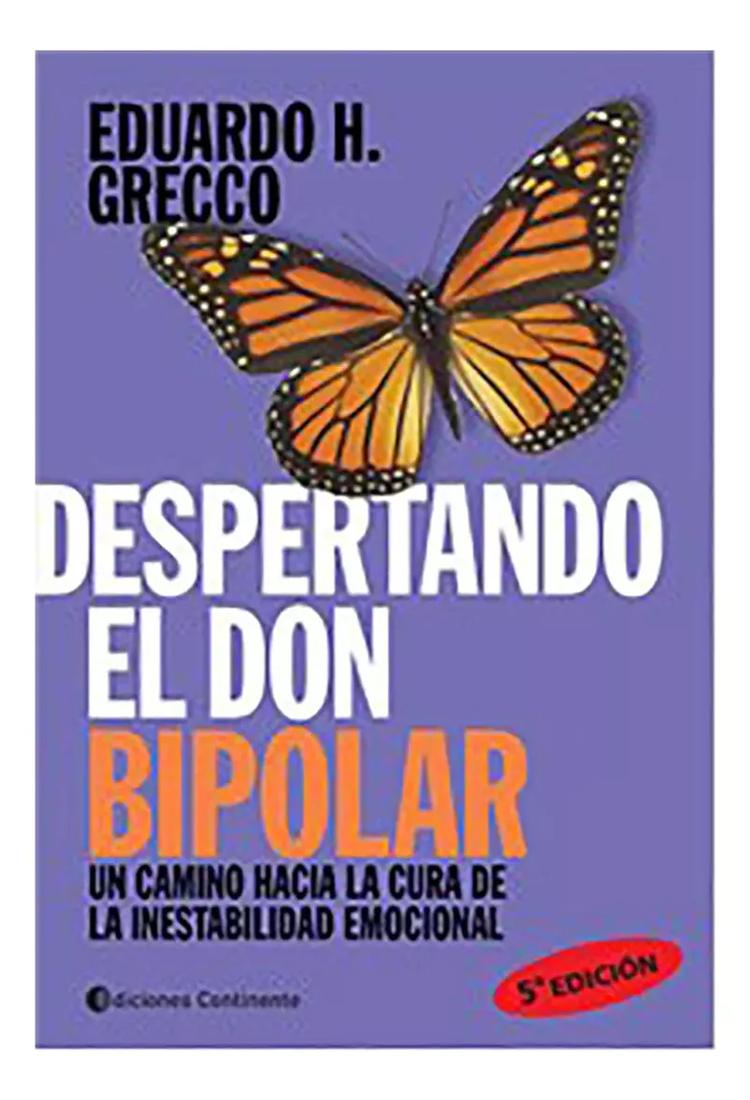 EDUARDO H.
GRECCO
DESPERTANDO
EL DON
BIPOLAR
UN CAMINO HACIA LA CURA DE
LA INESTABILIDAD EMOCIONAL
Ediciones Continente
5ª EDICIÓN